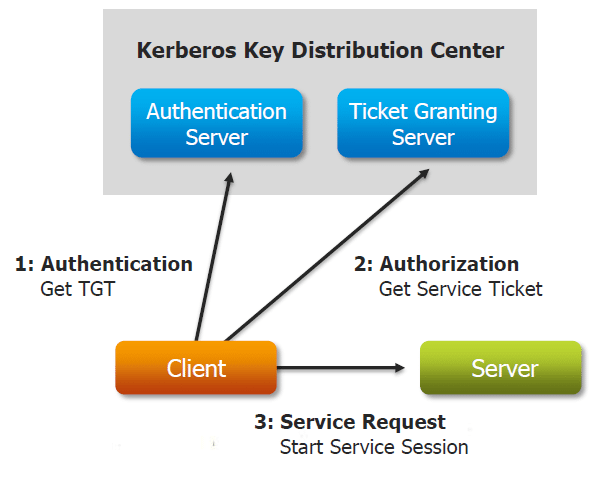 Kerberos Key Distribution Center
Authentication
Server
Ticket Granting
Server
1: Authentication
Get TGT
2: Authorization
Get Service Ticket
Client
Server
3: Service Request
Start Service Session